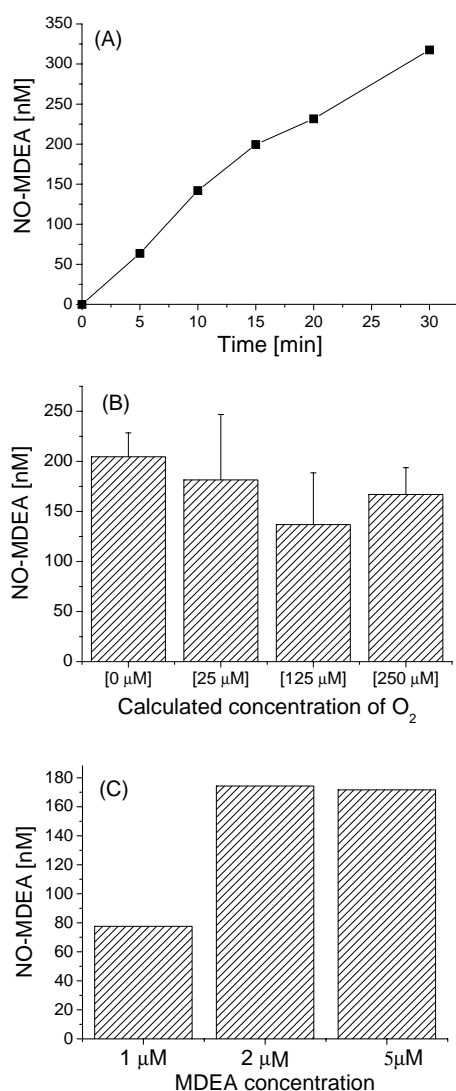 (A)
NO-MDEA [nM]
350
300
250
200
150
100
50
0
0 5 10 15 20 25 30
Time [min]
(B)
NO-MDEA [nM]
250
200
150
100
50
0
[0 μM] [25 μM] [125 μM] [250 μM]
Calculated concentration of O₂
(C)
NO-MDEA [nM]
180
160
140
120
100
80
60
40
20
0
1 μM 2 μM 5μM
MDEA concentration